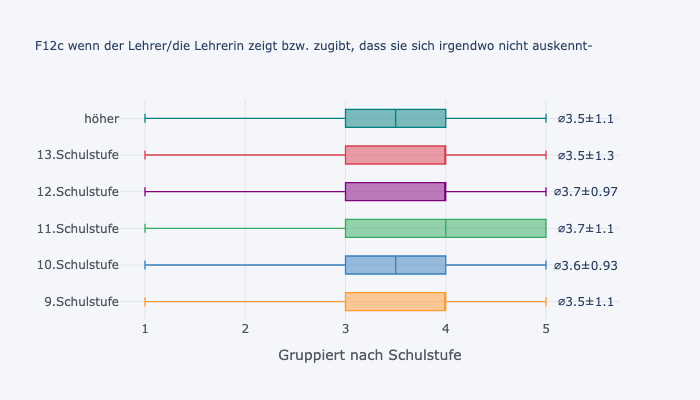 F12c wenn der Lehrer/die Lehrerin zeigt bzw. zugibt, dass sie sich irgendwo nicht auskennt-
höher ⌀3.5±1.1
13.Schulstufe ⌀3.5±1.3
12.Schulstufe ⌀3.7±0.97
11.Schulstufe ⌀3.7±1.1
10.Schulstufe ⌀3.6±0.93
9.Schulstufe ⌀3.5±1.1
1 2 3 4 5
Gruppiert nach Schulstufe